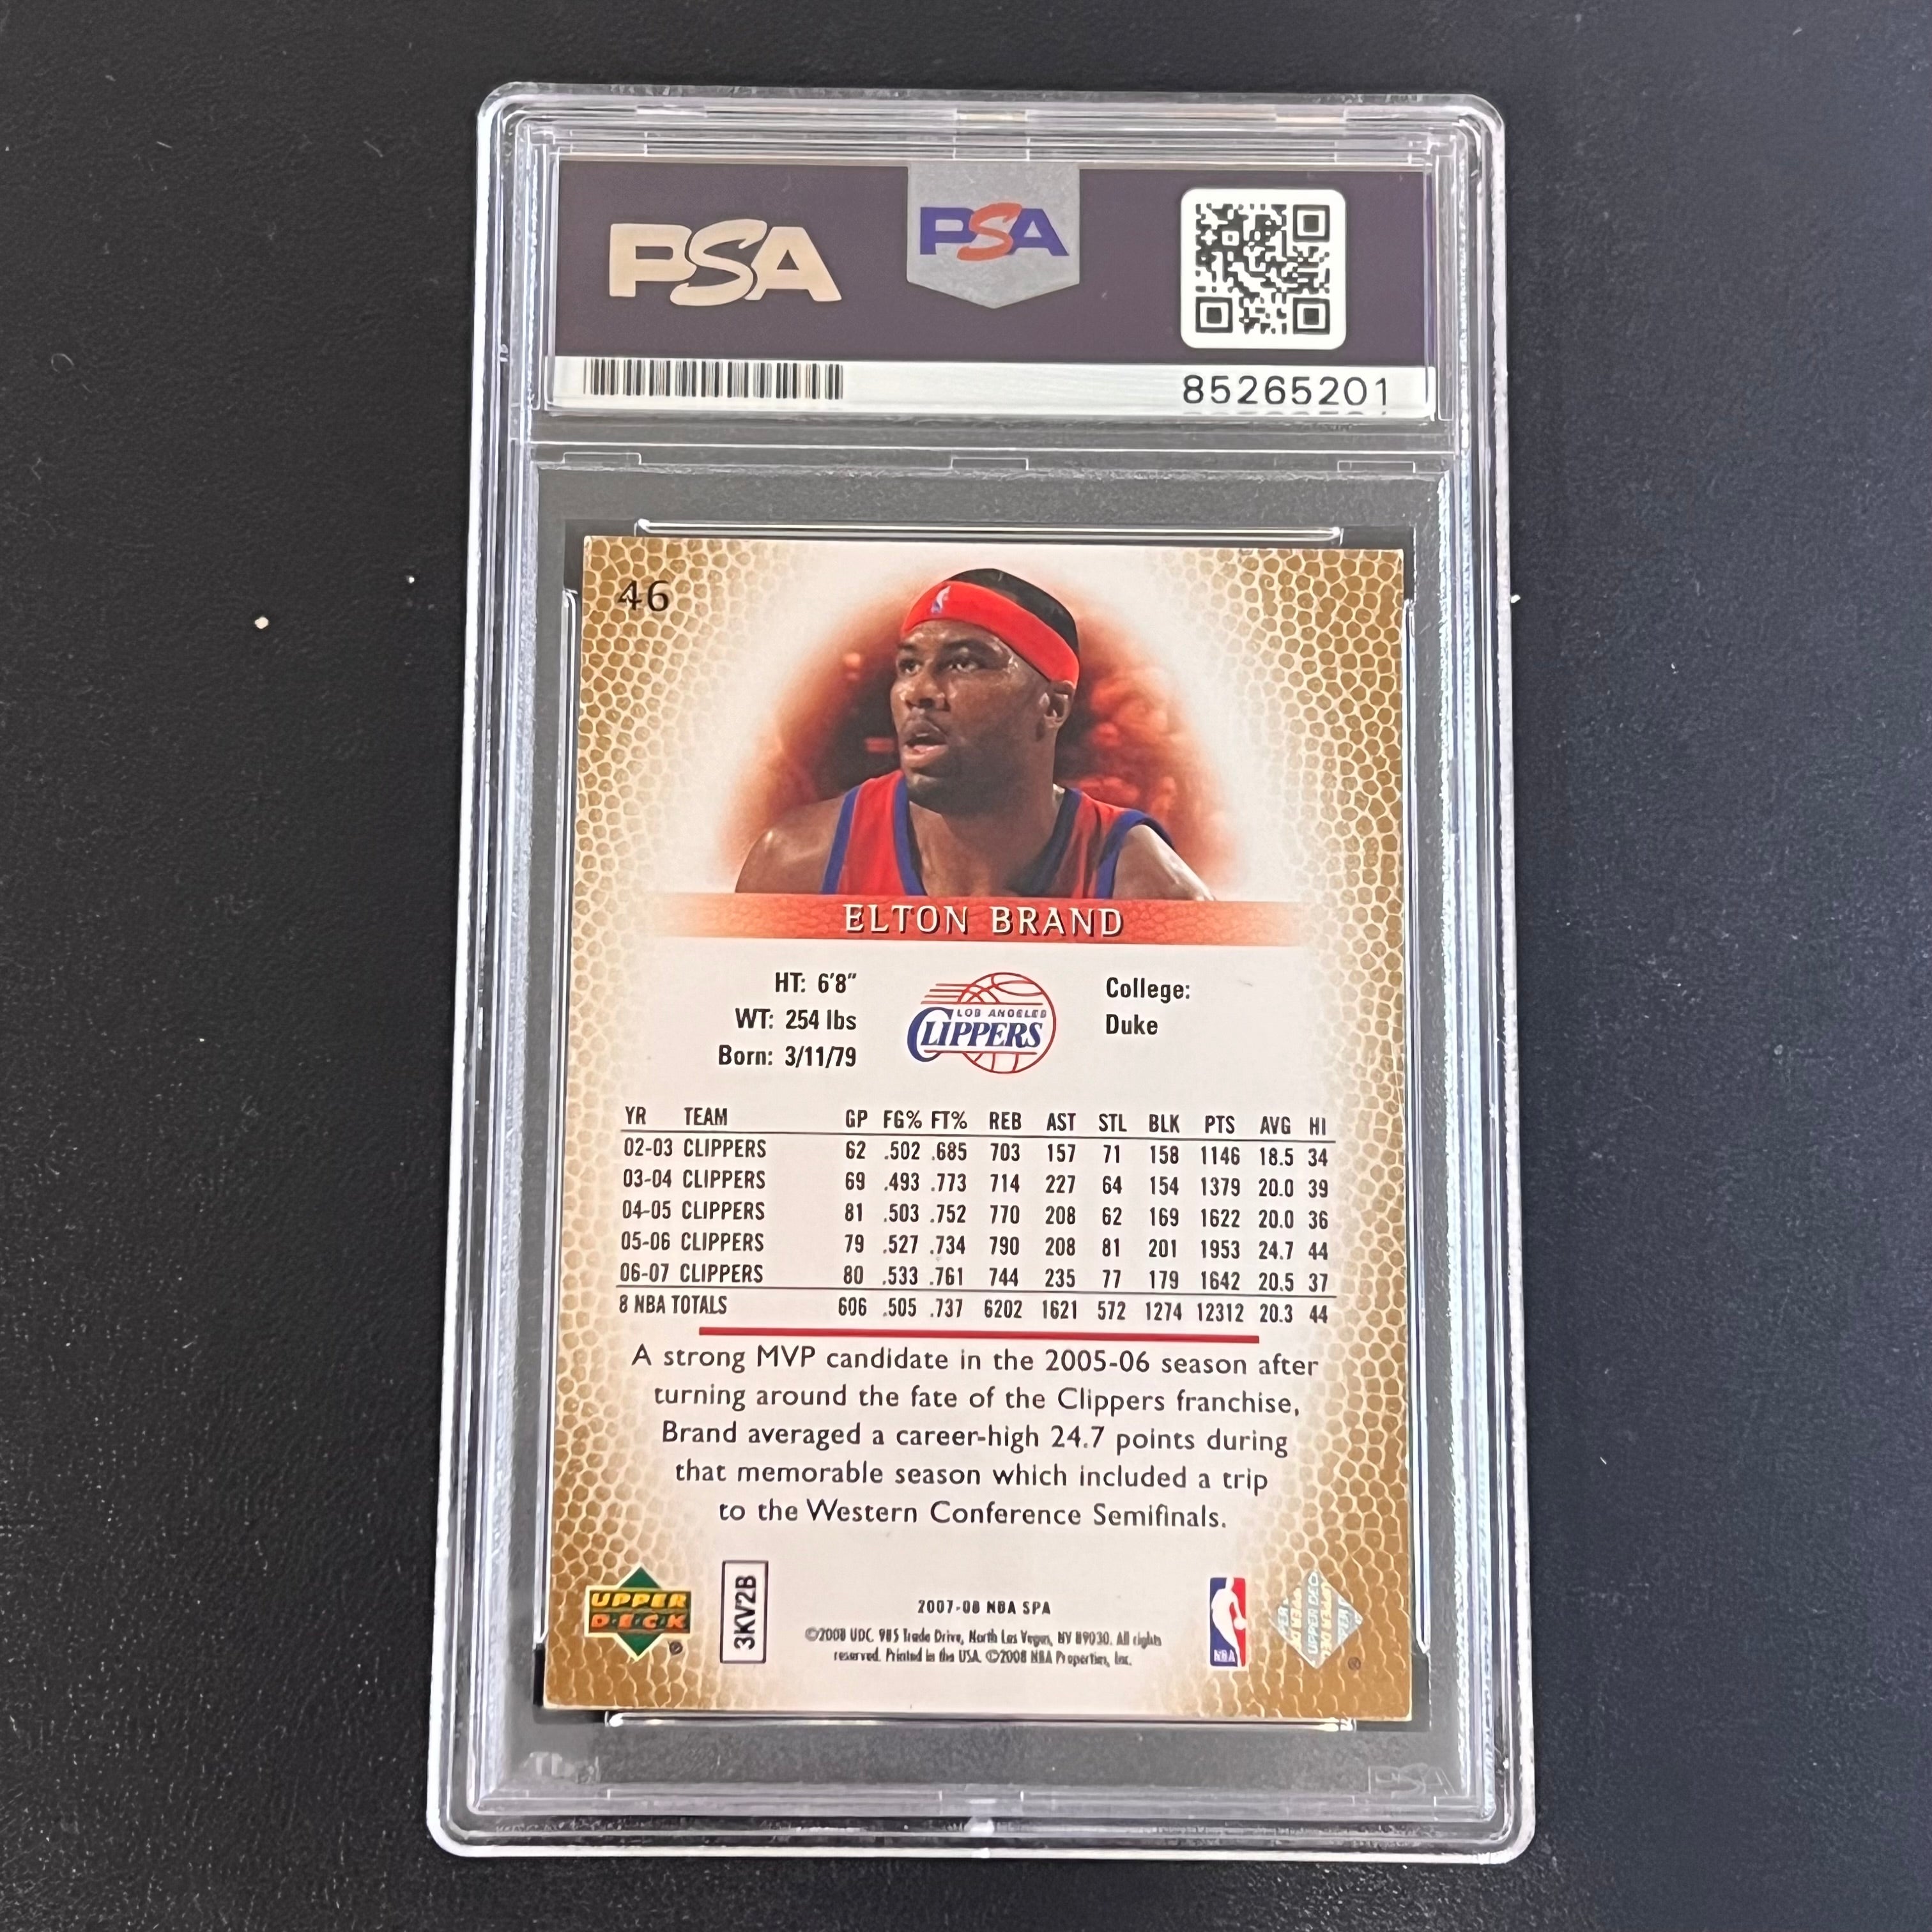 PSA
PSA
85265201
46
ELTON BRAND
HT: 6'8"
WT: 254 lbs
Born: 3/11/79
LOS ANGELES
CLIPPERS
College:
Duke
YR TEAM GP FG% FT% REB AST STL BLK PTS AVG HI
02-03 CLIPPERS 62 .502 .685 703 157 71 158 1146 18.5 34
03-04 CLIPPERS 69 .493 .773 714 227 64 154 1379 20.0 39
04-05 CLIPPERS 81 .503 .752 770 208 62 169 1622 20.0 36
05-06 CLIPPERS 79 .527 .734 790 208 81 201 1953 24.7 44
06-07 CLIPPERS 80 .533 .761 744 235 77 179 1642 20.5 37
8 NBA TOTALS 606 .505 .737 6202 1621 572 1274 12312 20.3 44
A strong MVP candidate in the 2005-06 season after
turning around the fate of the Clippers franchise,
Brand averaged a career-high 24.7 points during
that memorable season which included a trip
to the Western Conference Semifinals.
UPPER
DECK
®
3KV2B
2007-08 NBA SPA
©2008 UDC. 985 Trade Drive, North Las Vegas, NV 89030. All rights
reserved. Printed in the USA. ©2008 NBA Properties, Inc.
NBA
UPPER DECK
®
PSA